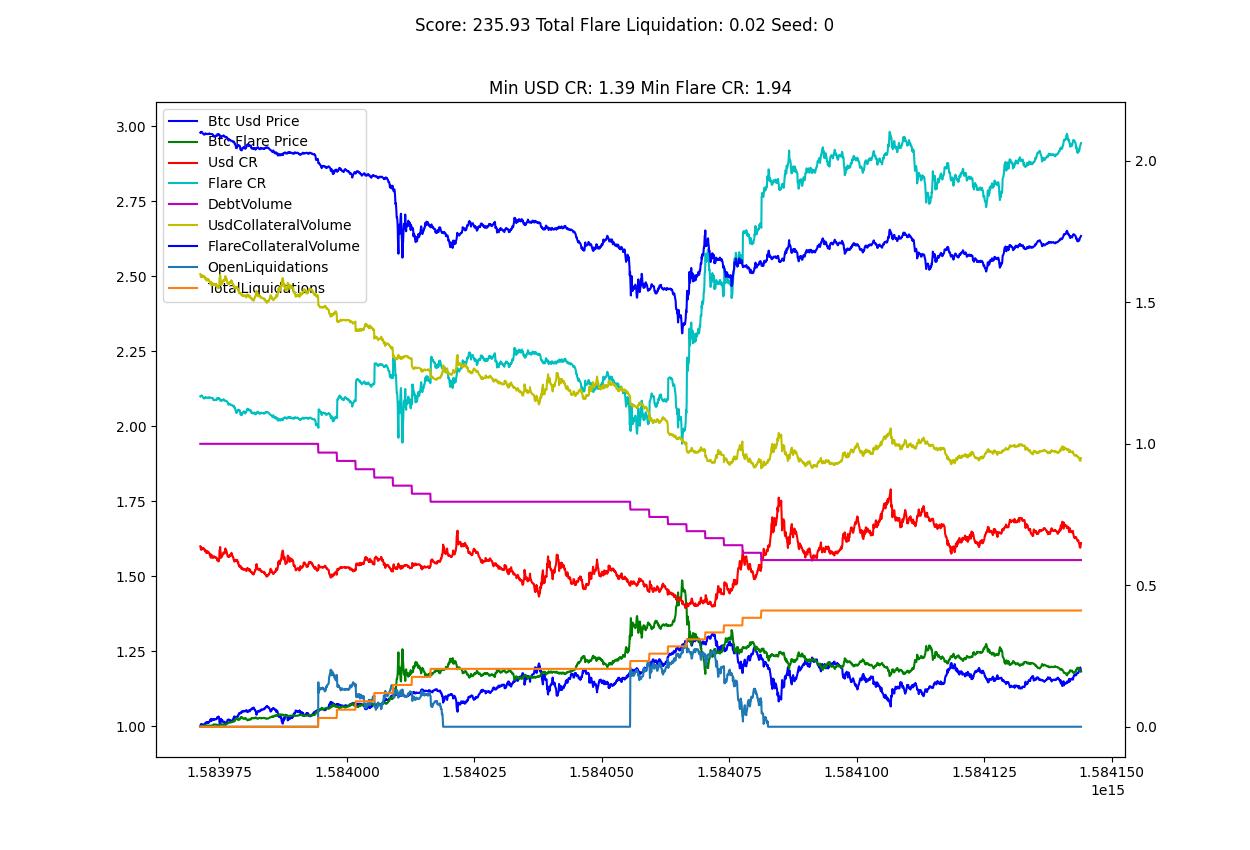 Score: 235.93 Total Flare Liquidation: 0.02 Seed: 0
Min USD CR: 1.39 Min Flare CR: 1.94
Btc Usd Price
Btc Flare Price
Usd CR
Flare CR
DebtVolume
UsdCollateralVolume
FlareCollateralVolume
OpenLiquidations
TotalLiquidations
3.00
2.75
2.50
2.25
2.00
1.75
1.50
1.25
1.00
2.0
1.5
1.0
0.5
0.0
1.583975 1.584000 1.584025 1.584050 1.584075 1.584100 1.584125 1.584150
1e15